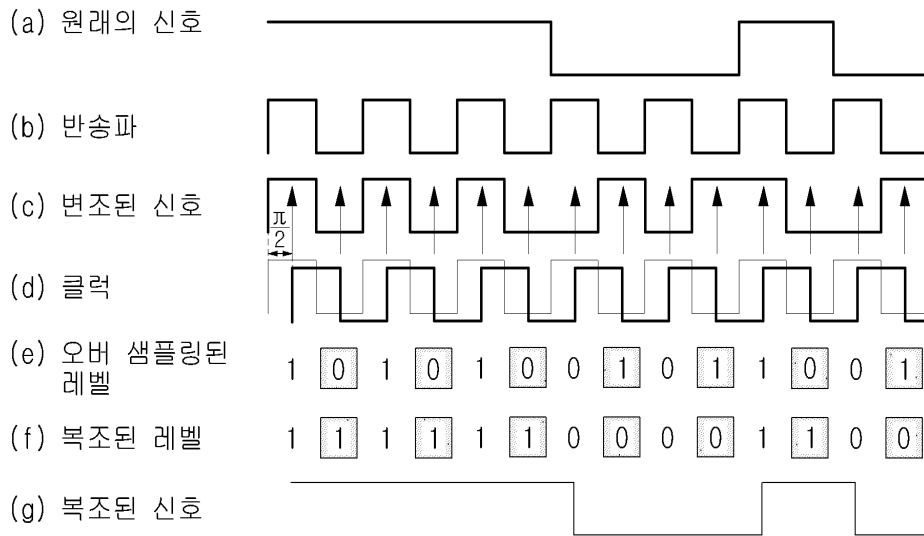 (a) 원래의 신호
(b) 반송파
(c) 변조된 신호
π
2
(d) 클럭
(e) 오버 샘플링된
레벨
1 0 1 0 1 0 0 1 0 1 1 0 0 1
(f) 복조된 레벨
1 1 1 1 1 1 0 0 0 0 1 1 0 0
(g) 복조된 신호